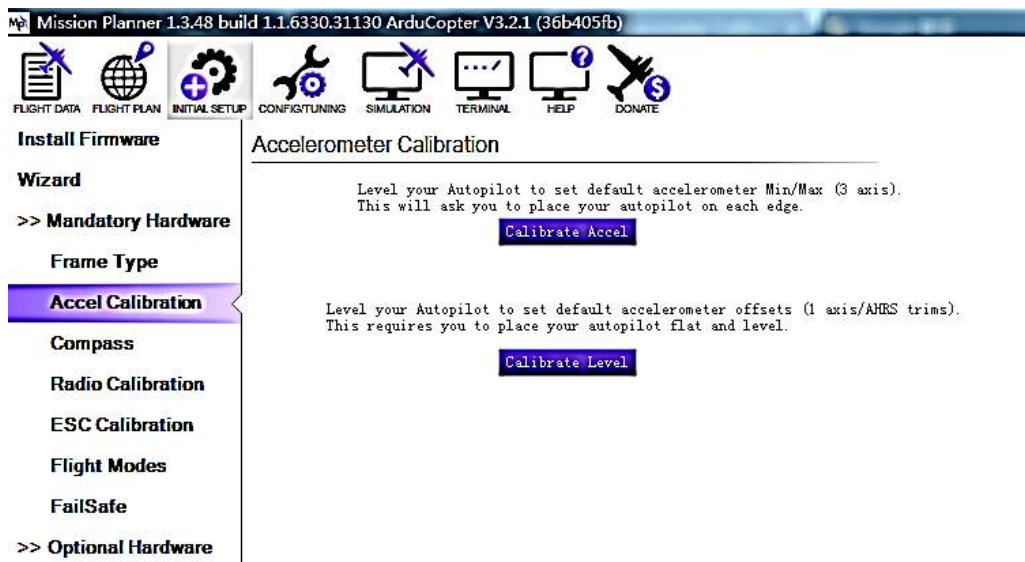 Mission Planner 1.3.48 build 1.1.6330.31130 ArduCopter V3.2.1 (36b405fb)
FLIGHT DATA FLIGHT PLAN INITIAL SETUP CONFIG/TUNING SIMULATION TERMINAL HELP DONATE
Install Firmware
Wizard
>> Mandatory Hardware
Frame Type
Accel Calibration
Compass
Radio Calibration
ESC Calibration
Flight Modes
FailSafe
>> Optional Hardware
Accelerometer Calibration
Level your Autopilot to set default accelerometer Min/Max (3 axis).
This will ask you to place your autopilot on each edge.
Calibrate Accel
Level your Autopilot to set default accelerometer offsets (1 axis/AHRS trims).
This requires you to place your autopilot flat and level.
Calibrate Level